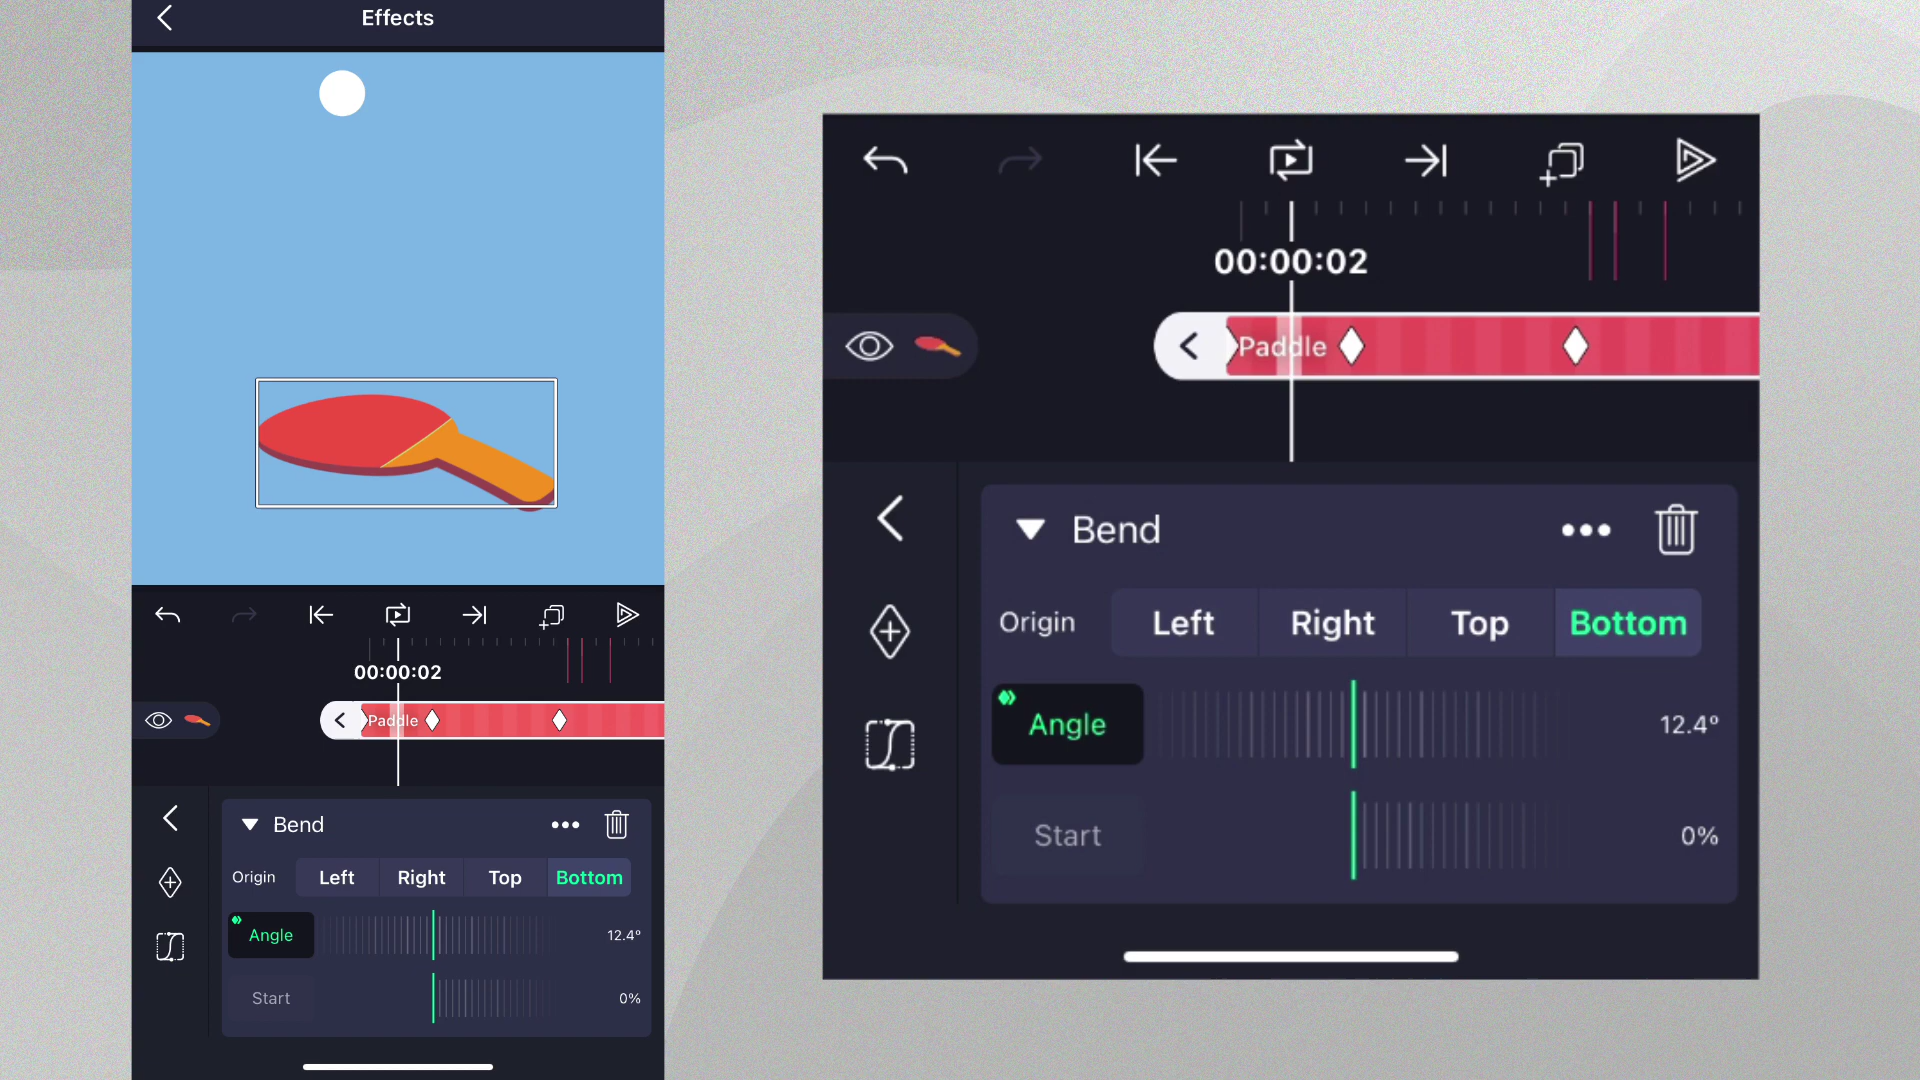 Effects
00:00:02
Paddle
Bend
Origin Left Right Top Bottom
Angle 12.4°
Start 0%
00:00:02
Paddle
Bend
Origin Left Right Top Bottom
Angle 12.4°
Start 0%